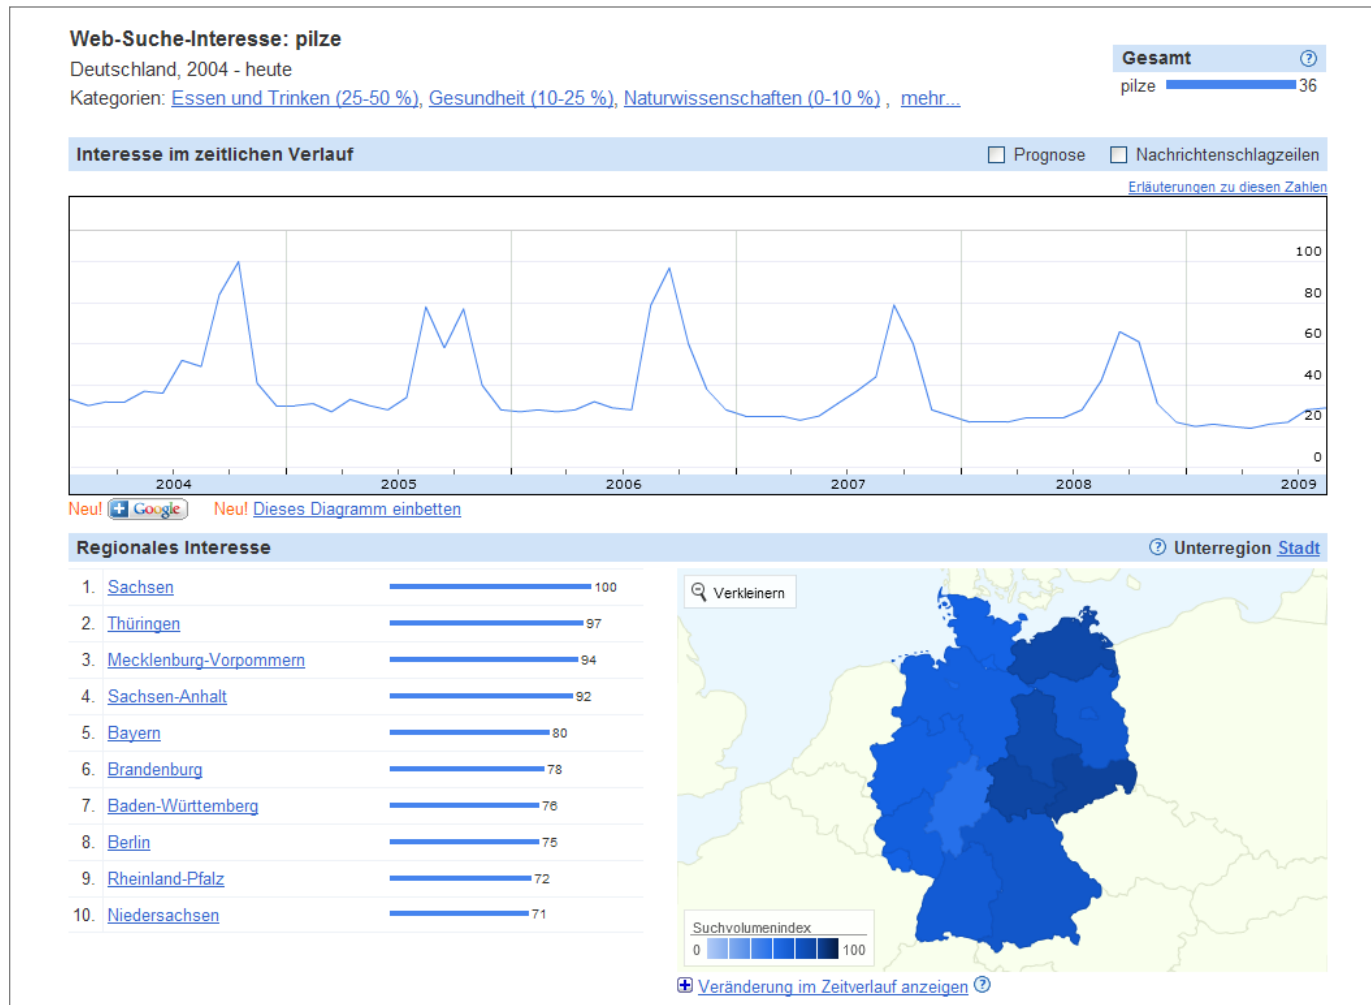 Web-Suche-Interesse: pilze
Deutschland, 2004 - heute
Kategorien: Essen und Trinken (25-50 %), Gesundheit (10-25 %), Naturwissenschaften (0-10 %) , mehr...
Gesamt ?
pilze 36
Interesse im zeitlichen Verlauf Prognose Nachrichtenschlagzeilen
Erläuterungen zu diesen Zahlen
100
80
60
40
20
0
2004 2005 2006 2007 2008 2009
Neu! + Google Neu! Dieses Diagramm einbetten
Regionales Interesse ? Unterregion Stadt
1. Sachsen 100
2. Thüringen 97
3. Mecklenburg-Vorpommern 94
4. Sachsen-Anhalt 92
5. Bayern 80
6. Brandenburg 78
7. Baden-Württemberg 76
8. Berlin 75
9. Rheinland-Pfalz 72
10. Niedersachsen 71
Verkleinern
Suchvolumenindex
0 100
Veränderung im Zeitverlauf anzeigen ?